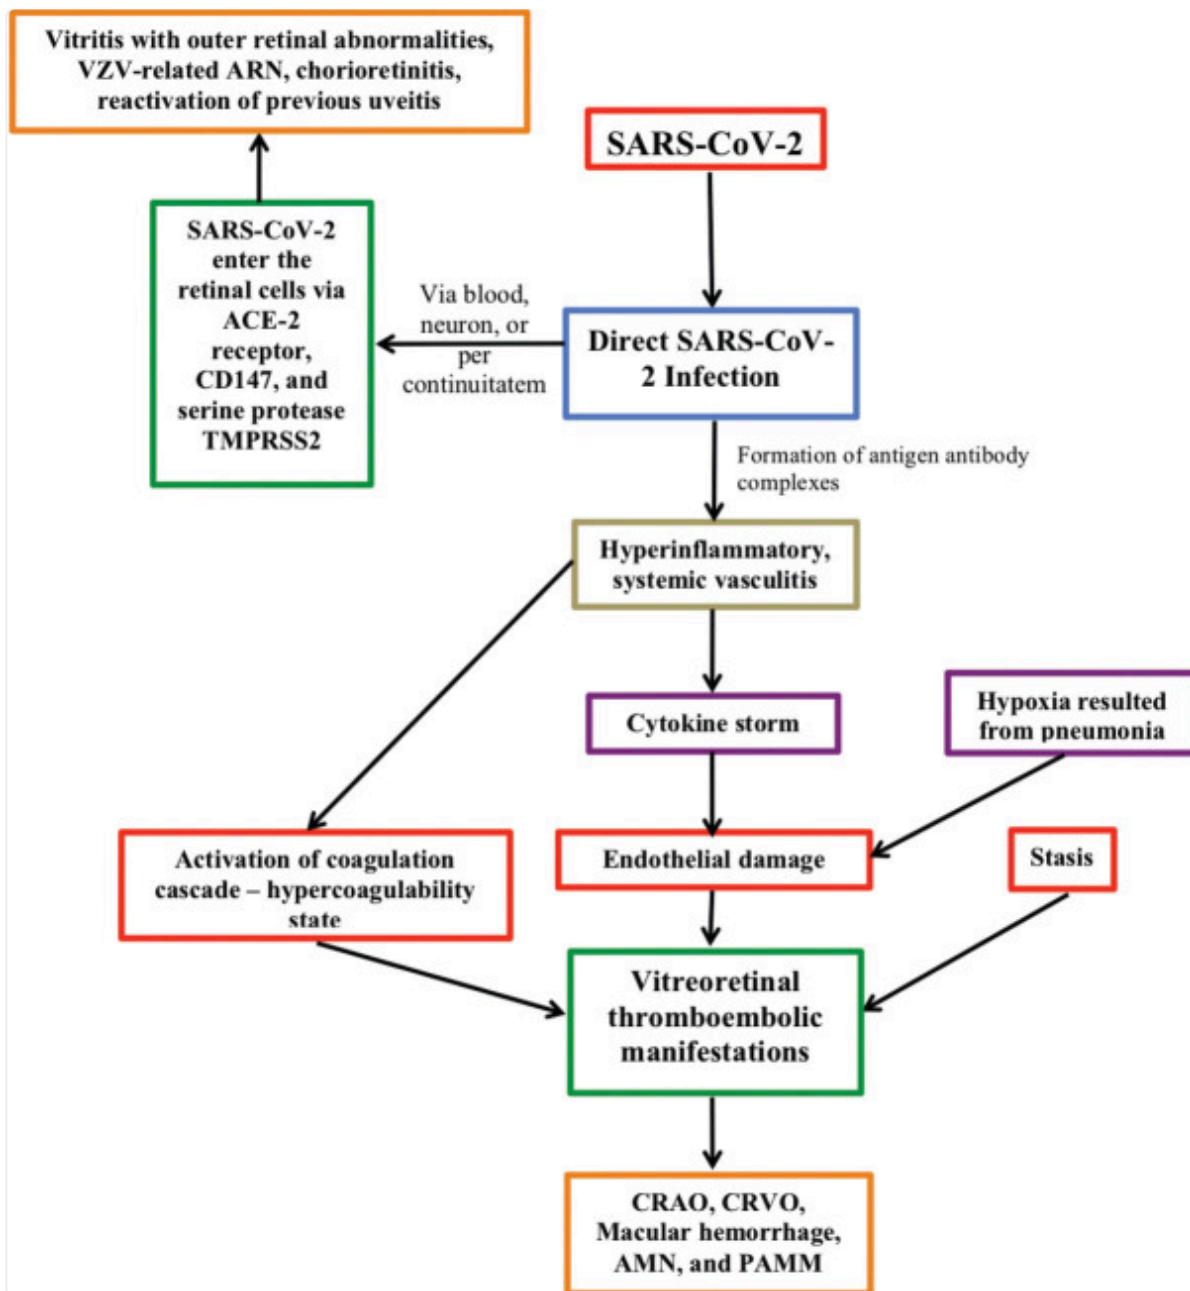 Vitritis with outer retinal abnormalities,
VZV-related ARN, chorioretinitis,
reactivation of previous uveitis
SARS-CoV-2
SARS-CoV-2
enter the
retinal cells via
ACE-2
receptor,
CD147, and
serine protease
TMPRSS2
Via blood,
neuron, or
per
continuitatem
Direct SARS-CoV-
2 Infection
Formation of antigen antibody
complexes
Hyperinflammatory,
systemic vasculitis
Cytokine storm
Hypoxia resulted
from pneumonia
Activation of coagulation
cascade – hypercoagulability
state
Endothelial damage
Stasis
Vitreoretinal
thromboembolic
manifestations
CRAO, CRVO,
Macular hemorrhage,
AMN, and PAMM